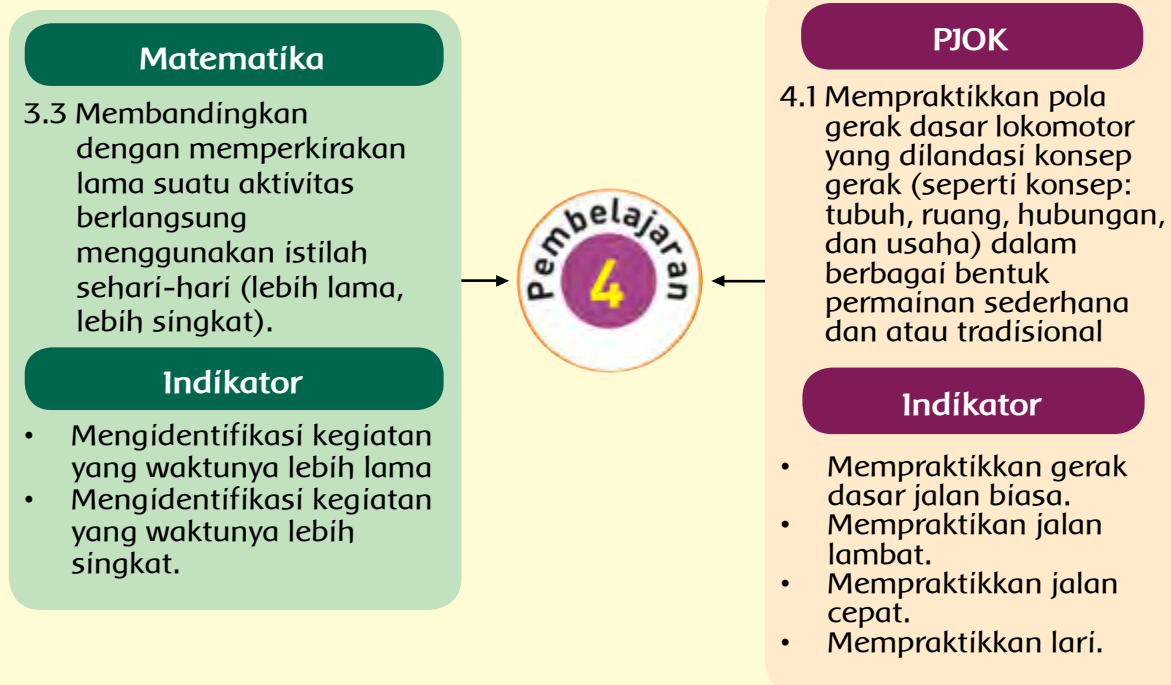 Matematika
3.3 Membandingkan
dengan memperkirakan
lama suatu aktivitas
berlangsung
menggunakan istilah
sehari-hari (lebih lama,
lebih singkat).
Indikator
• Mengidentifikasi kegiatan
yang waktunya lebih lama
• Mengidentifikasi kegiatan
yang waktunya lebih
singkat.
Pembelajaran
4
PJOK
4.1 Mempraktikkan pola
gerak dasar lokomotor
yang dilandasi konsep
gerak (seperti konsep:
tubuh, ruang, hubungan,
dan usaha) dalam
berbagai bentuk
permainan sederhana
dan atau tradisional
Indikator
• Mempraktikkan gerak
dasar jalan biasa.
• Mempraktikan jalan
lambat.
• Mempraktikkan jalan
cepat.
• Mempraktikkan lari.